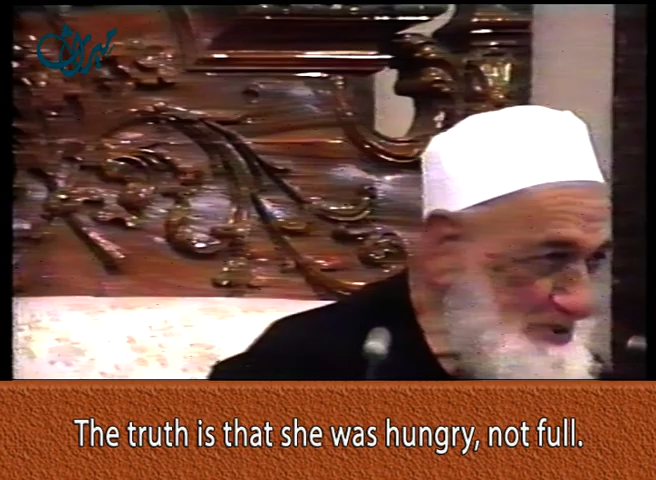 The truth is that she was hungry, not full.